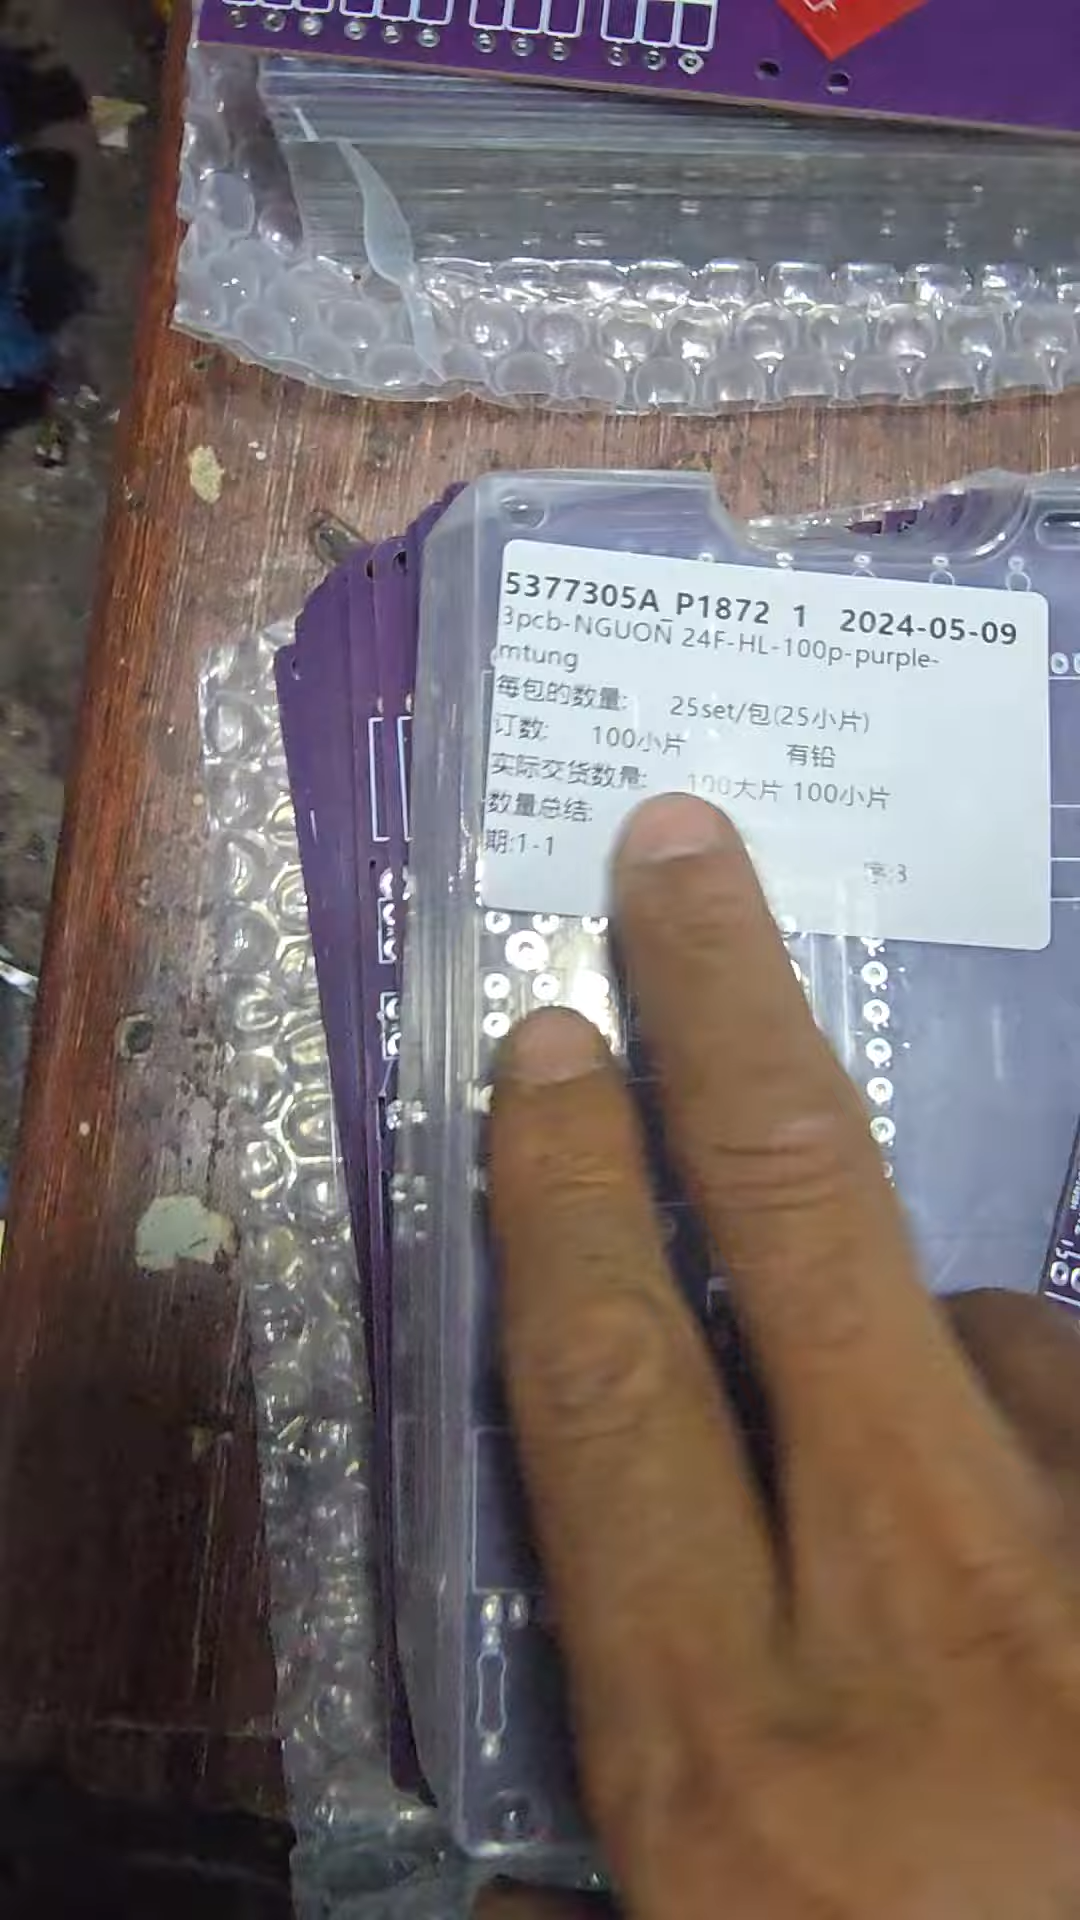 5377305A_P1872 1 2024-05-09
3pcb-NGUON 24F-HL-100p-purple-
mtung
每包的数量: 25set/包(25小片)
订数: 100小片 有铅
实际交货数量: 100大片 100小片
数量总结:
期:1-1
序:3